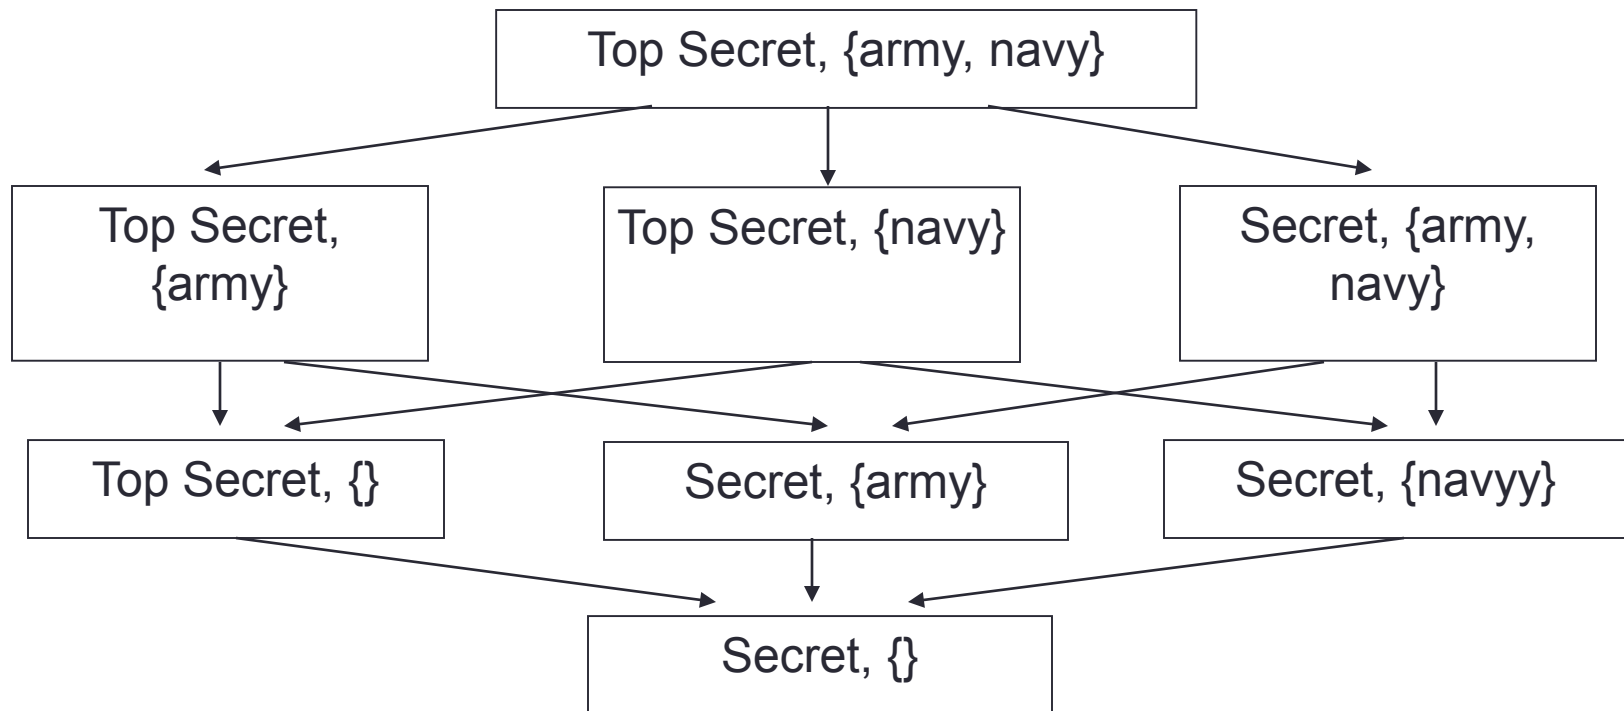 Top Secret, {army, navy}
Top Secret,
{army}
Top Secret, {navy}
Secret, {army,
navy}
Top Secret, {}
Secret, {army}
Secret, {navyy}
Secret, {}